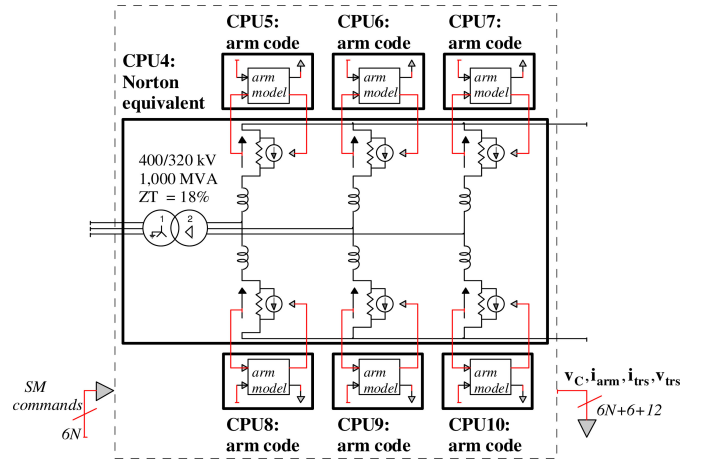 CPU5:
arm code
CPU6:
arm code
CPU7:
arm code
CPU4:
Norton
equivalent
arm
model
arm
model
arm
model
400/320 kV
1,000 MVA
ZT = 18%
1
2
arm
model
arm
model
arm
model
SM
commands
6N
CPU8:
arm code
CPU9:
arm code
CPU10:
arm code
vC,iarm,itrs,vtrs
6N+6+12